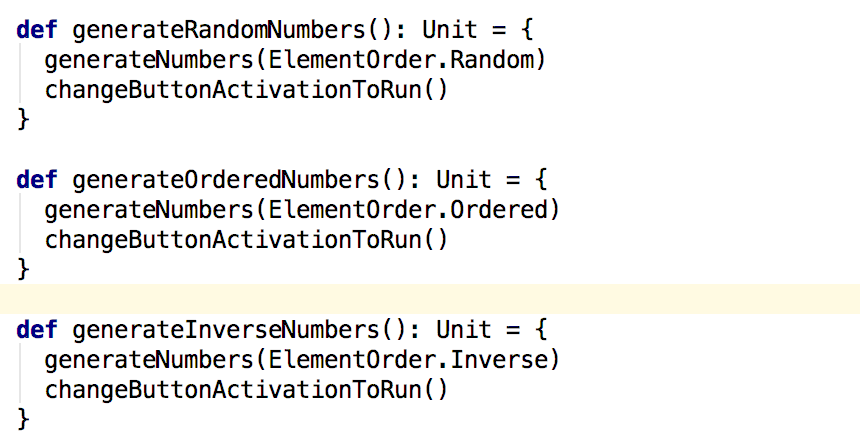 def generateRandomNumbers(): Unit = {
  generateNumbers(ElementOrder.Random)
  changeButtonActivationToRun()
}
def generateOrderedNumbers(): Unit = {
  generateNumbers(ElementOrder.Ordered)
  changeButtonActivationToRun()
}
def generateInverseNumbers(): Unit = {
  generateNumbers(ElementOrder.Inverse)
  changeButtonActivationToRun()
}